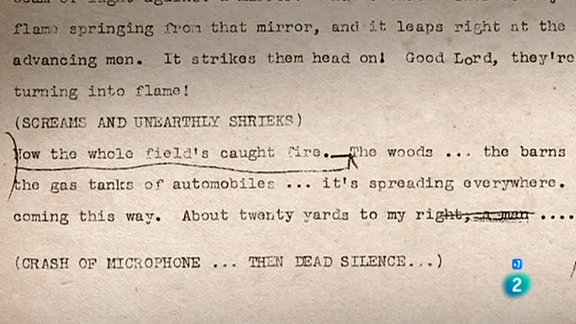 flame springing from that mirror, and it leaps right at the
advancing men. It strikes them head on! Good Lord, they're
turning into flame!
(SCREAMS AND UNEARTHLY SHRIEKS)
Now the whole field's caught fire. The woods ... the barns
the gas tanks of automobiles ... it's spreading everywhere.
coming this way. About twenty yards to my right, a man ....
(CRASH OF MICROPHONE ... THEN DEAD SILENCE...)
+7
2